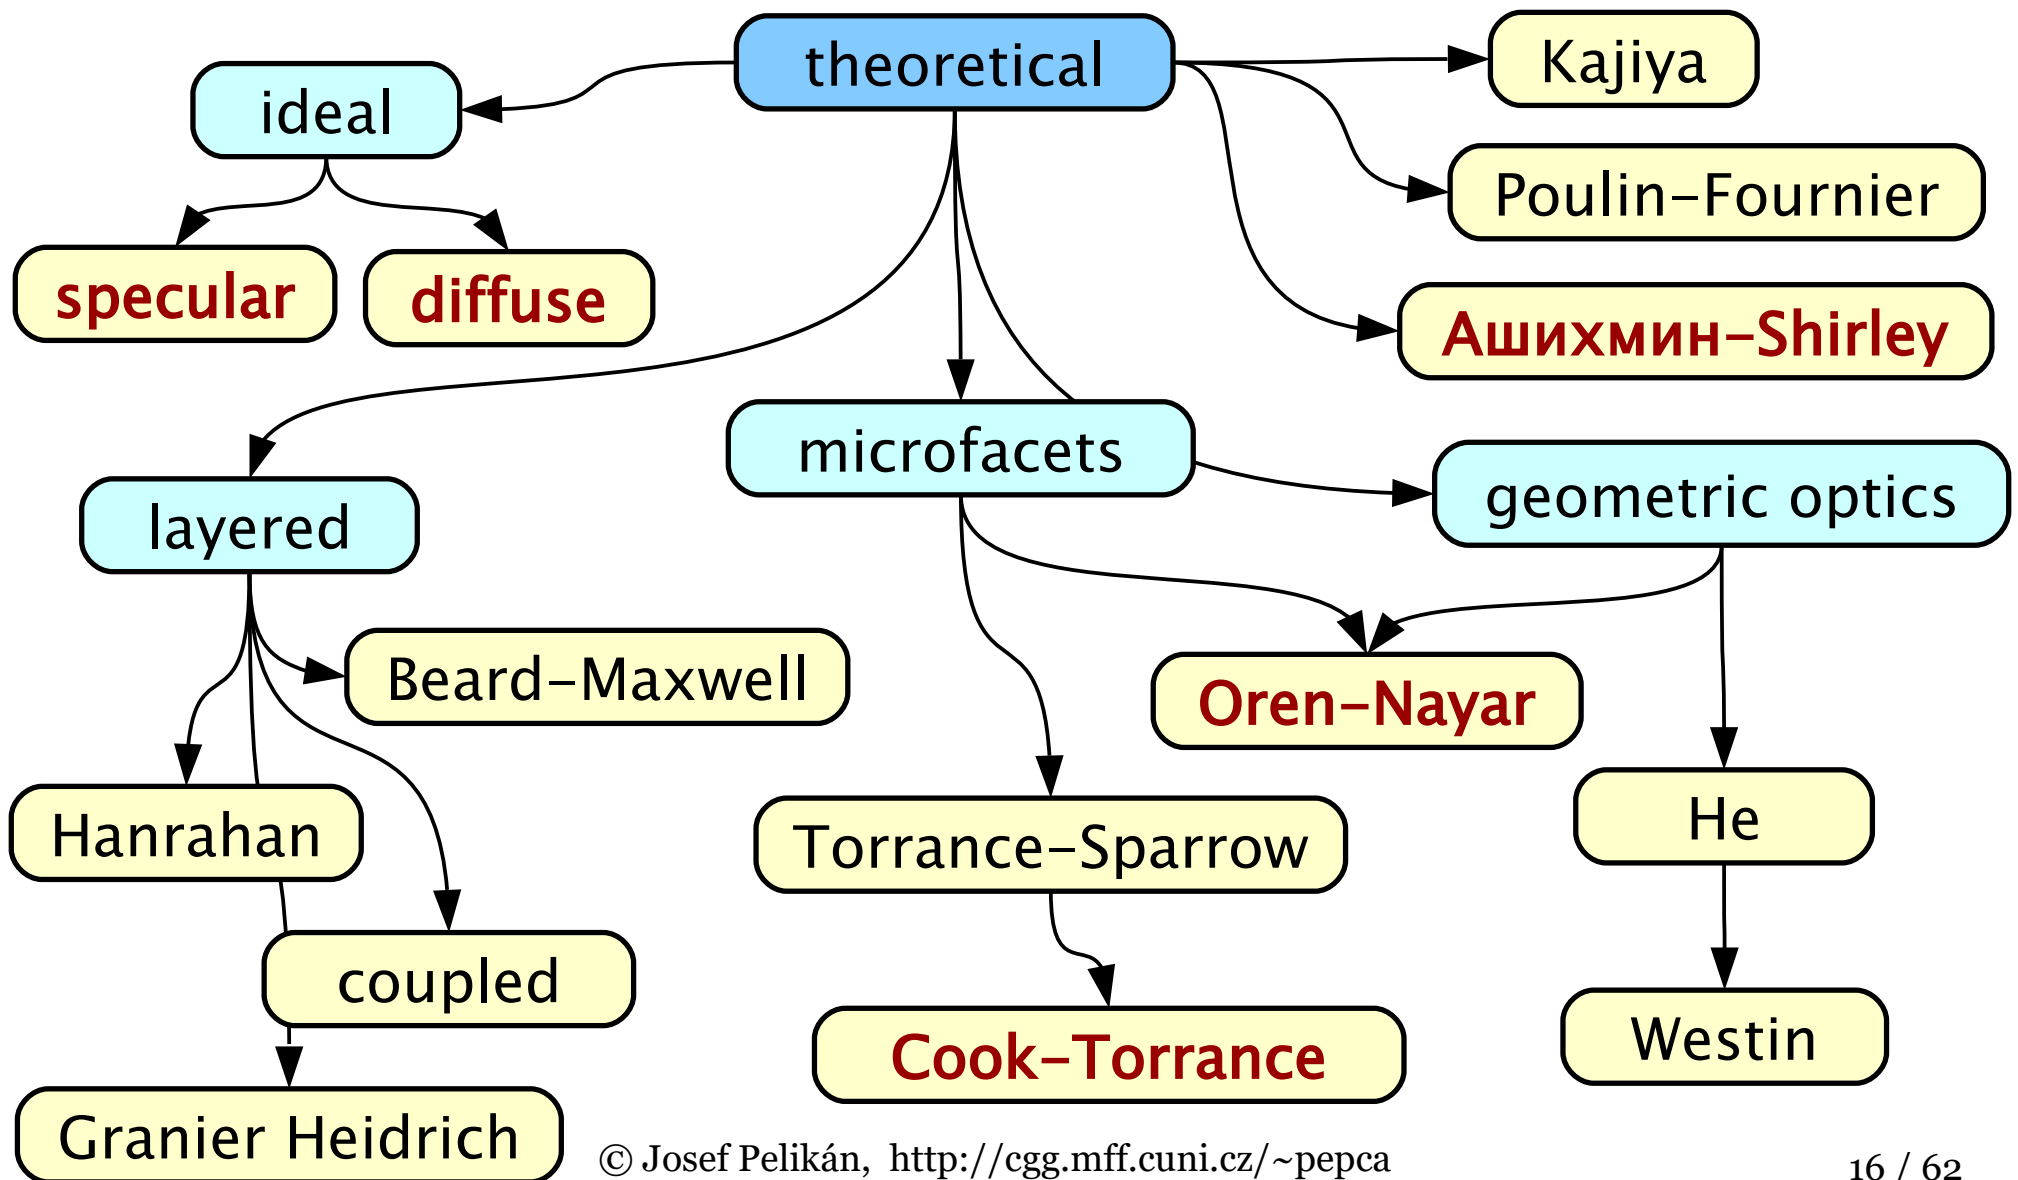 theoretical
Kajiya
ideal
Poulin–Fournier
specular
diffuse
Ашихмин–Shirley
microfacets
geometric optics
layered
Beard–Maxwell
Oren–Nayar
Hanrahan
Torrance–Sparrow
He
coupled
Cook–Torrance
Westin
Granier Heidrich
© Josef Pelikán, http://cgg.mff.cuni.cz/~pepca
16 / 62